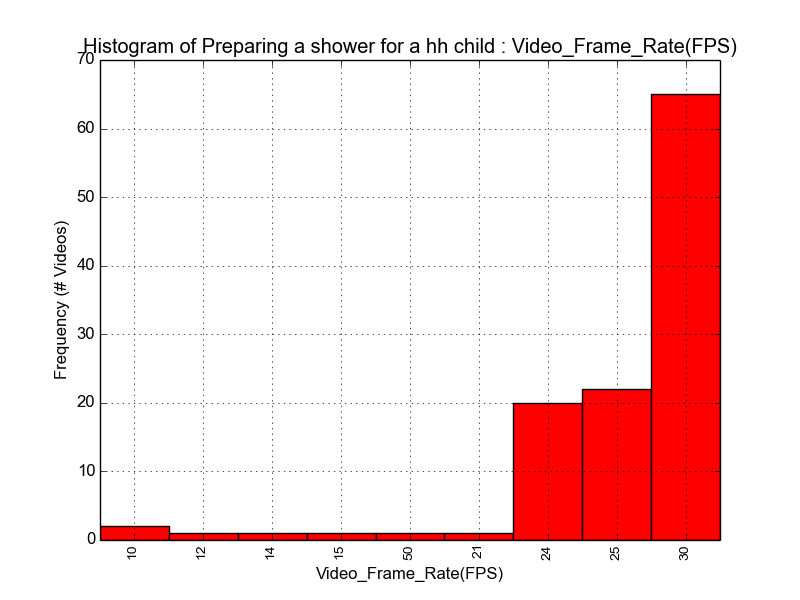 Histogram of Preparing a shower for a hh child : Video_Frame_Rate(FPS)
70
60
50
40
30
20
10
0
Frequency (# Videos)
10 12 14 15 50 21 24 25 30
Video_Frame_Rate(FPS)